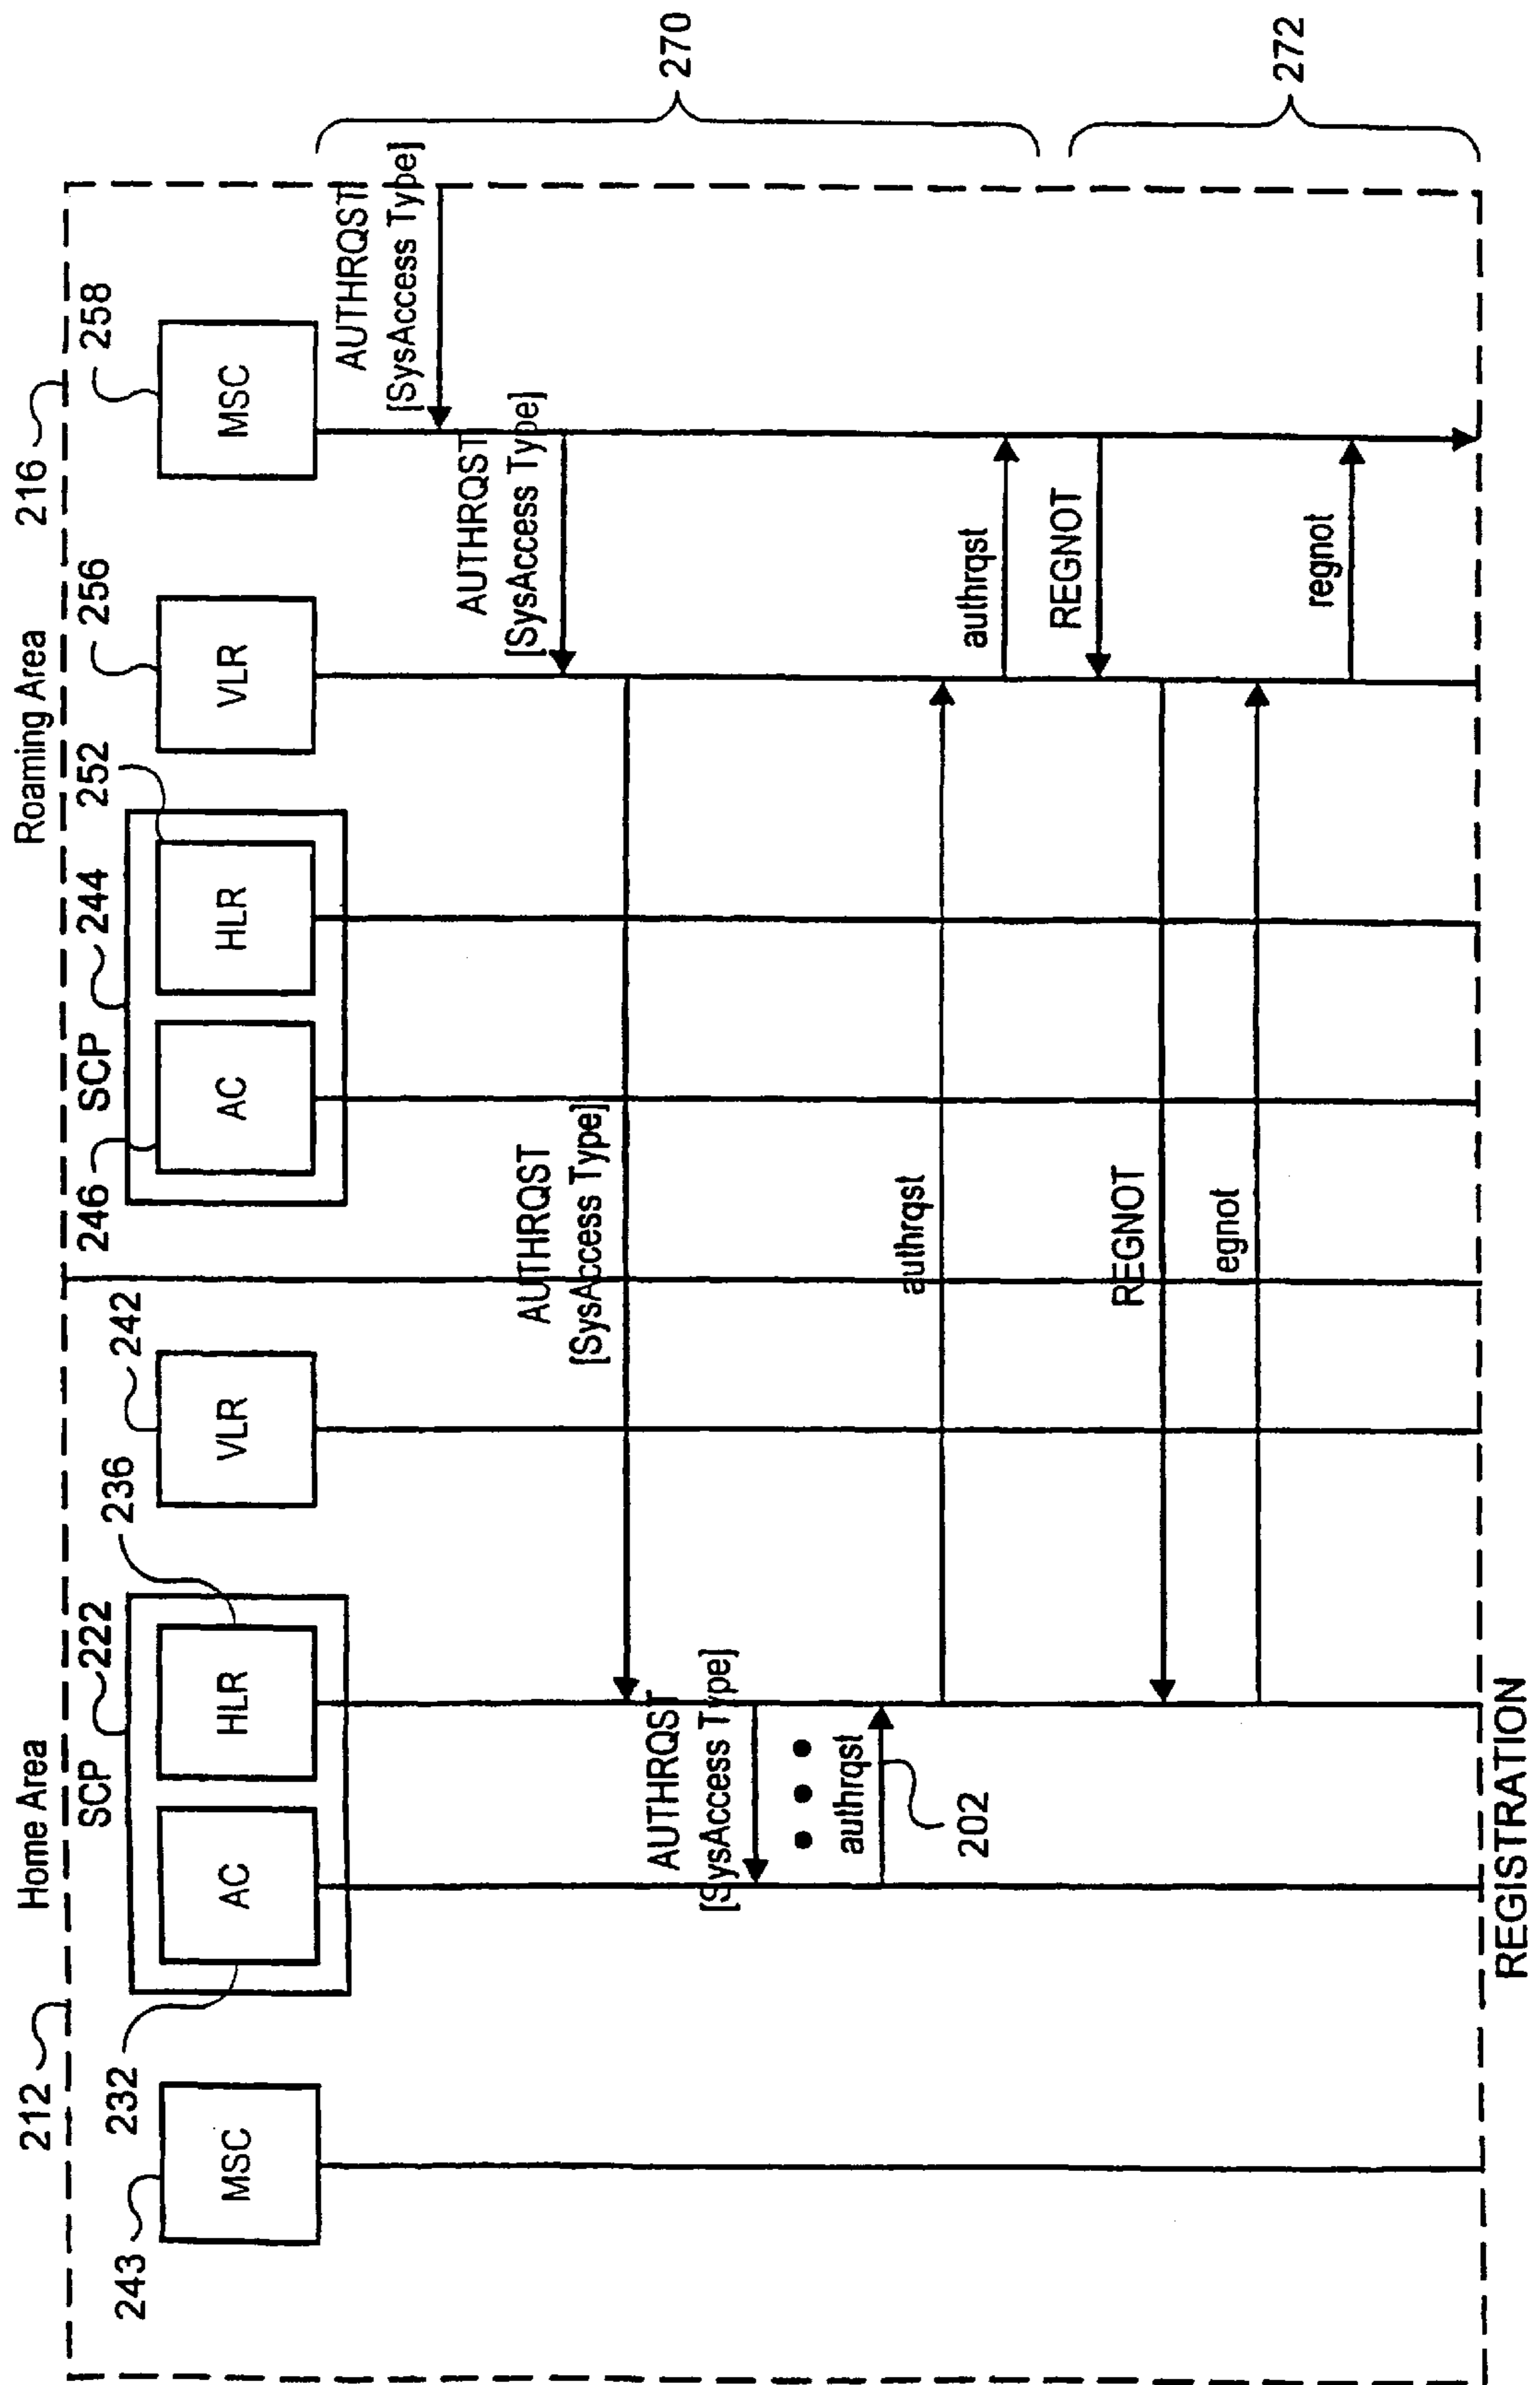 212
Home Area
Roaming Area
216
243
232
SCP
222
236
242
246
SCP
244
252
256
258
MSC
AC
HLR
VLR
AC
HLR
VLR
MSC
AUTHRQST
[SysAccess Type]
AUTHRQST
[SysAccess Type]
AUTHRQST
[SysAccess Type]
AUTHRQST
[SysAccess Type]
authrqst
202
authrqst
authrqst
REGNOT
REGNOT
egnot
regnot
270
272
REGISTRATION